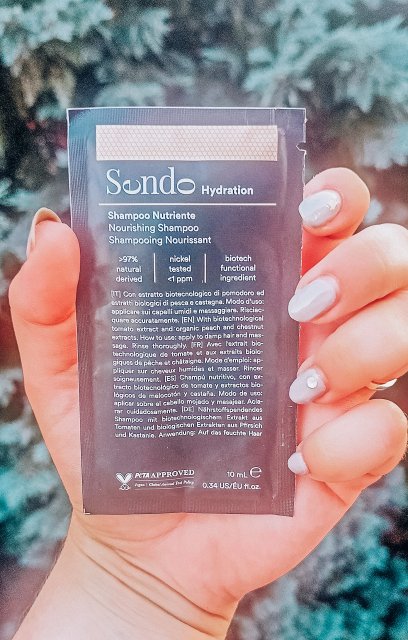 Sendo Hydration
Shampoo Nutriente
Nourishing Shampoo
Shampooing Nourissant
>97% nickel biotech
natural tested functional
derived <1 ppm ingredient
[IT] Con estratto biotecnologico di pomodoro ed
estratti biologici di pesca e castagna. Modo d'uso:
applicare sui capelli umidi e massaggiare. Risciac-
quare accuratamente. [EN] With biotechnological
tomato extract and organic peach and chestnut
extracts. How to use: apply to damp hair and mas-
sage. Rinse thoroughly. [FR] Avec l'extrait bio-
technologique de tomate et aux extraits biolo-
giques de pêche et châtaigne. Mode d'emploi: ap-
pliquer sur cheveux humides et masser. Rincer
soigneusement. [ES] Champú nutritivo, con ex-
tracto biotecnológico de tomate y extractos bio-
lógicos de malocotón y castaña. Modo de uso:
aplicar sobre el cabello mojado y masajear. Acla-
rar cuidadosamente. [DE] Nährstoffspendendes
Shampoo mit biotechnologischem Extrakt aus
Tomaten und biologischen Extrakten aus Pfirsich
und Kastanie. Anwendung: Auf das feuchte Haar
PETA APPROVED 10 mL e
Vegan | Global Animal Test Policy 0.34 US/ÉU fl.oz.